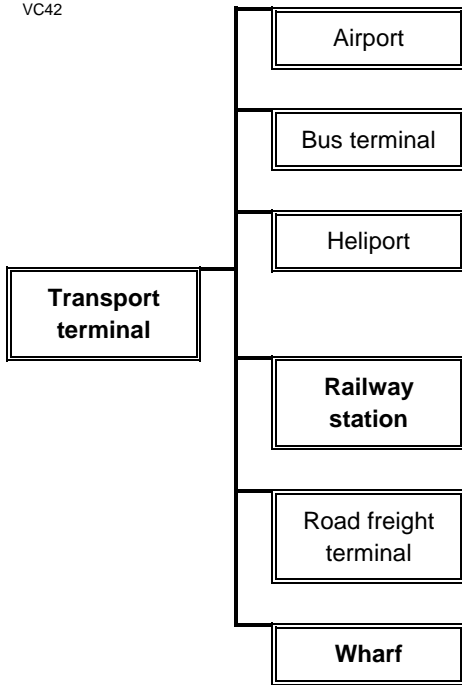 VC42
Airport
Bus terminal
Heliport
Transport
terminal
Railway
station
Road freight
terminal
Wharf